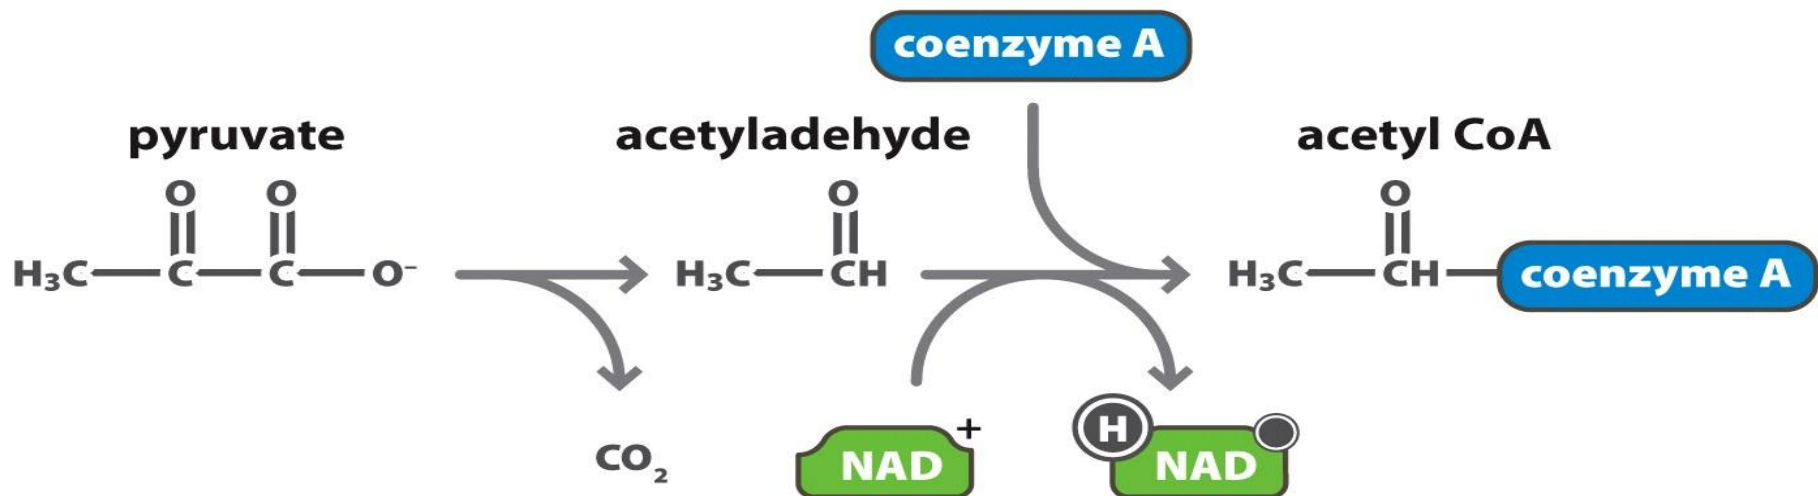 coenzyme A
pyruvate
acetyladehyde
acetyl CoA
O O
O
O
H₃C C C O⁻
H₃C CH
H₃C CH coenzyme A
CO₂
NAD⁺
H NAD